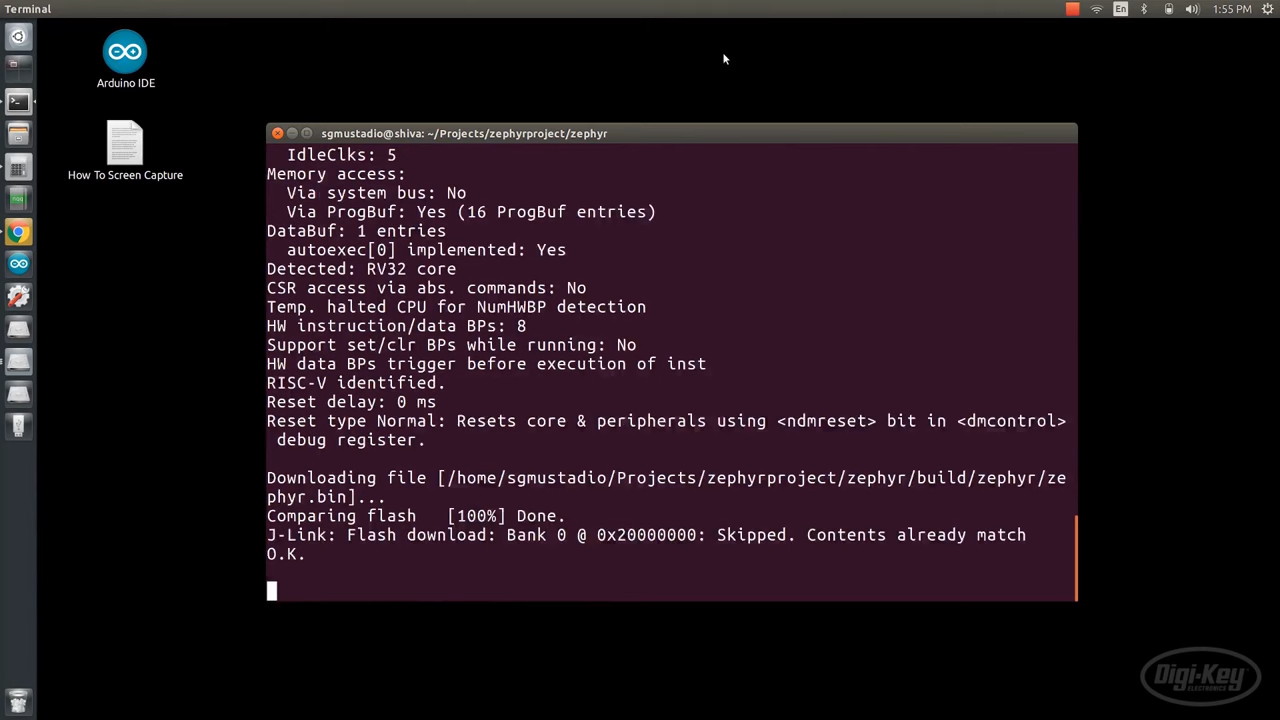 Terminal
En
1:55 PM
Arduino IDE
How To Screen Capture
sgmustadio@shiva: ~/Projects/zephyrproject/zephyr
IdleClks: 5
Memory access:
Via system bus: No
Via ProgBuf: Yes (16 ProgBuf entries)
DataBuf: 1 entries
autoexec[0] implemented: Yes
Detected: RV32 core
CSR access via abs. commands: No
Temp. halted CPU for NumHWBP detection
HW instruction/data BPs: 8
Support set/clr BPs while running: No
HW data BPs trigger before execution of inst
RISC-V identified.
Reset delay: 0 ms
Reset type Normal: Resets core & peripherals using <ndmreset> bit in <dmcontrol>
debug register.
Downloading file [/home/sgmustadio/Projects/zephyrproject/zephyr/build/zephyr/ze
phyr.bin]...
Comparing flash   [100%] Done.
J-Link: Flash download: Bank 0 @ 0x20000000: Skipped. Contents already match
O.K.
Digi-Key
ELECTRONICS